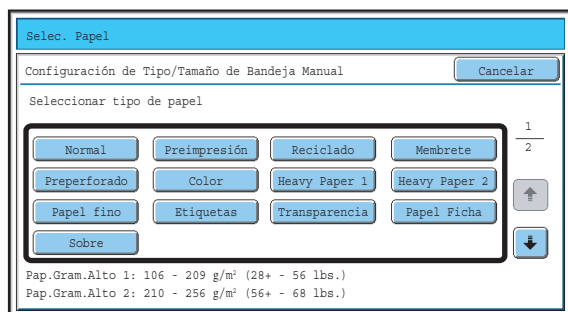 Selec. Papel
Configuración de Tipo/Tamaño de Bandeja Manual Cancelar
Seleccionar tipo de papel
1
2
Normal Preimpresión Reciclado Membrete
Preperforado Color Heavy Paper 1 Heavy Paper 2
Papel fino Etiquetas Transparencia Papel Ficha
Sobre
Pap.Gram.Alto 1: 106 - 209 g/m² (28+ - 56 lbs.)
Pap.Gram.Alto 2: 210 - 256 g/m² (56+ - 68 lbs.)